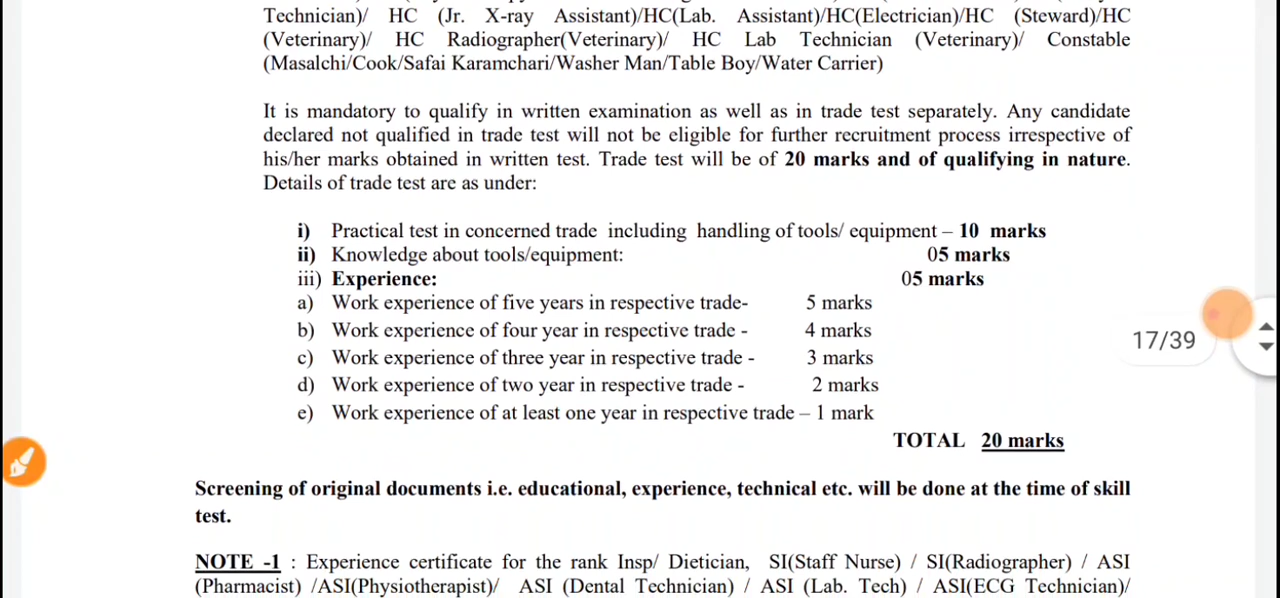 Technician)/ HC (Jr. X-ray Assistant)/HC(Lab. Assistant)/HC(Electrician)/HC (Steward)/HC
(Veterinary)/ HC Radiographer(Veterinary)/ HC Lab Technician (Veterinary)/ Constable
(Masalchi/Cook/Safai Karamchari/Washer Man/Table Boy/Water Carrier)
It is mandatory to qualify in written examination as well as in trade test separately. Any candidate
declared not qualified in trade test will not be eligible for further recruitment process irrespective of
his/her marks obtained in written test. Trade test will be of 20 marks and of qualifying in nature.
Details of trade test are as under:
i) Practical test in concerned trade including handling of tools/ equipment – 10 marks
ii) Knowledge about tools/equipment: 05 marks
iii) Experience: 05 marks
a) Work experience of five years in respective trade- 5 marks
b) Work experience of four year in respective trade - 4 marks
17/39
c) Work experience of three year in respective trade - 3 marks
d) Work experience of two year in respective trade - 2 marks
e) Work experience of at least one year in respective trade – 1 mark
TOTAL 20 marks
Screening of original documents i.e. educational, experience, technical etc. will be done at the time of skill
test.
NOTE -1 : Experience certificate for the rank Insp/ Dietician, SI(Staff Nurse) / SI(Radiographer) / ASI
(Pharmacist) /ASI(Physiotherapist)/ ASI (Dental Technician) / ASI (Lab. Tech) / ASI(ECG Technician)/